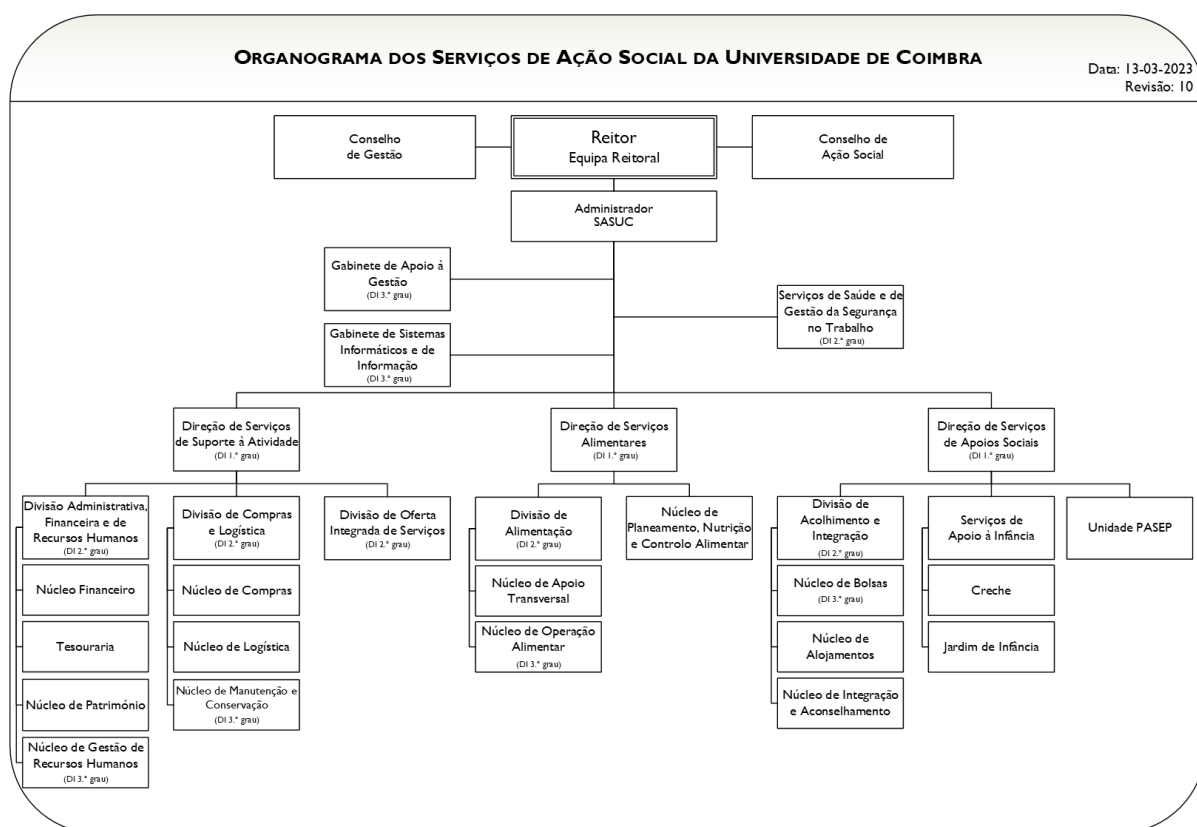 ORGANOGRAMA DOS SERVIÇOS DE AÇÃO SOCIAL DA UNIVERSIDADE DE COIMBRA
Data: 13-03-2023
Revisão: 10
Conselho
de Gestão
Reitor
Equipa Reitoral
Conselho de
Ação Social
Administrador
SASUC
Gabinete de Apoio à
Gestão
(DI 3.º grau)
Serviços de Saúde e de
Gestão da Segurança
no Trabalho
(DI 2.º grau)
Gabinete de Sistemas
Informáticos e de
Informação
(DI 3.º grau)
Direção de Serviços
de Suporte à Atividade
(DI 1.º grau)
Direção de Serviços
Alimentares
(DI 1.º grau)
Direção de Serviços
de Apoios Sociais
(DI 1.º grau)
Divisão Administrativa,
Financeira e de
Recursos Humanos
(DI 2.º grau)
Divisão de Compras
e Logística
(DI 2.º grau)
Divisão de Oferta
Integrada de Serviços
(DI 2.º grau)
Divisão de
Alimentação
(DI 2.º grau)
Núcleo de
Planeamento, Nutrição
e Controlo Alimentar
Divisão de
Acolhimento e
Integração
(DI 2.º grau)
Serviços de
Apoio à Infância
Unidade PASEP
Núcleo Financeiro
Núcleo de Compras
Núcleo de Apoio
Transversal
Núcleo de Bolsas
(DI 3.º grau)
Creche
Tesouraria
Núcleo de Logística
Núcleo de Operação
Alimentar
(DI 3.º grau)
Núcleo de
Alojamentos
Jardim de Infância
Núcleo de Património
Núcleo de Manutenção e
Conservação
(DI 3.º grau)
Núcleo de Integração
e Aconselhamento
Núcleo de Gestão de
Recursos Humanos
(DI 3.º grau)